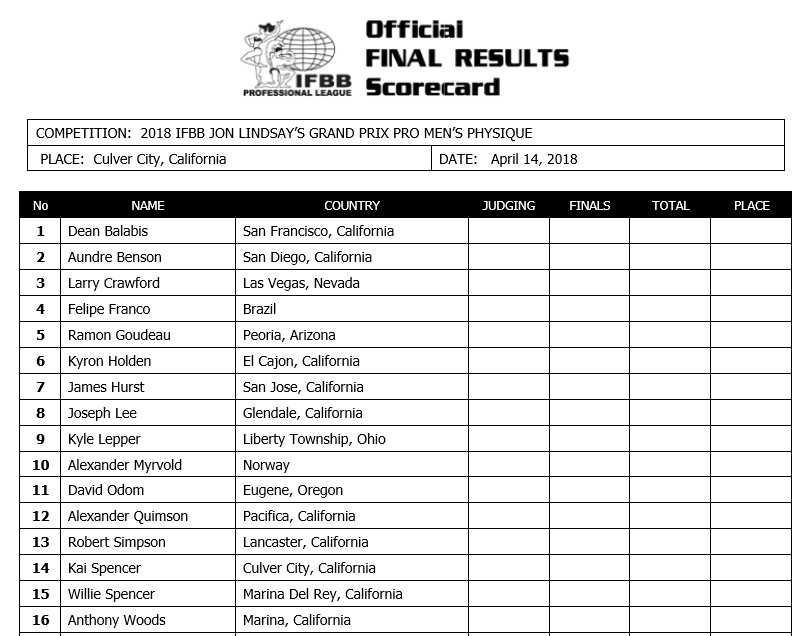 Official
FINAL RESULTS
Scorecard
IFBB
PROFESSIONAL LEAGUE
COMPETITION: 2018 IFBB JON LINDSAY'S GRAND PRIX PRO MEN'S PHYSIQUE
PLACE: Culver City, California DATE: April 14, 2018
No NAME COUNTRY JUDGING FINALS TOTAL PLACE
1 Dean Balabis San Francisco, California
2 Aundre Benson San Diego, California
3 Larry Crawford Las Vegas, Nevada
4 Felipe Franco Brazil
5 Ramon Goudeau Peoria, Arizona
6 Kyron Holden El Cajon, California
7 James Hurst San Jose, California
8 Joseph Lee Glendale, California
9 Kyle Lepper Liberty Township, Ohio
10 Alexander Myrvold Norway
11 David Odom Eugene, Oregon
12 Alexander Quimson Pacifica, California
13 Robert Simpson Lancaster, California
14 Kai Spencer Culver City, California
15 Willie Spencer Marina Del Rey, California
16 Anthony Woods Marina, California